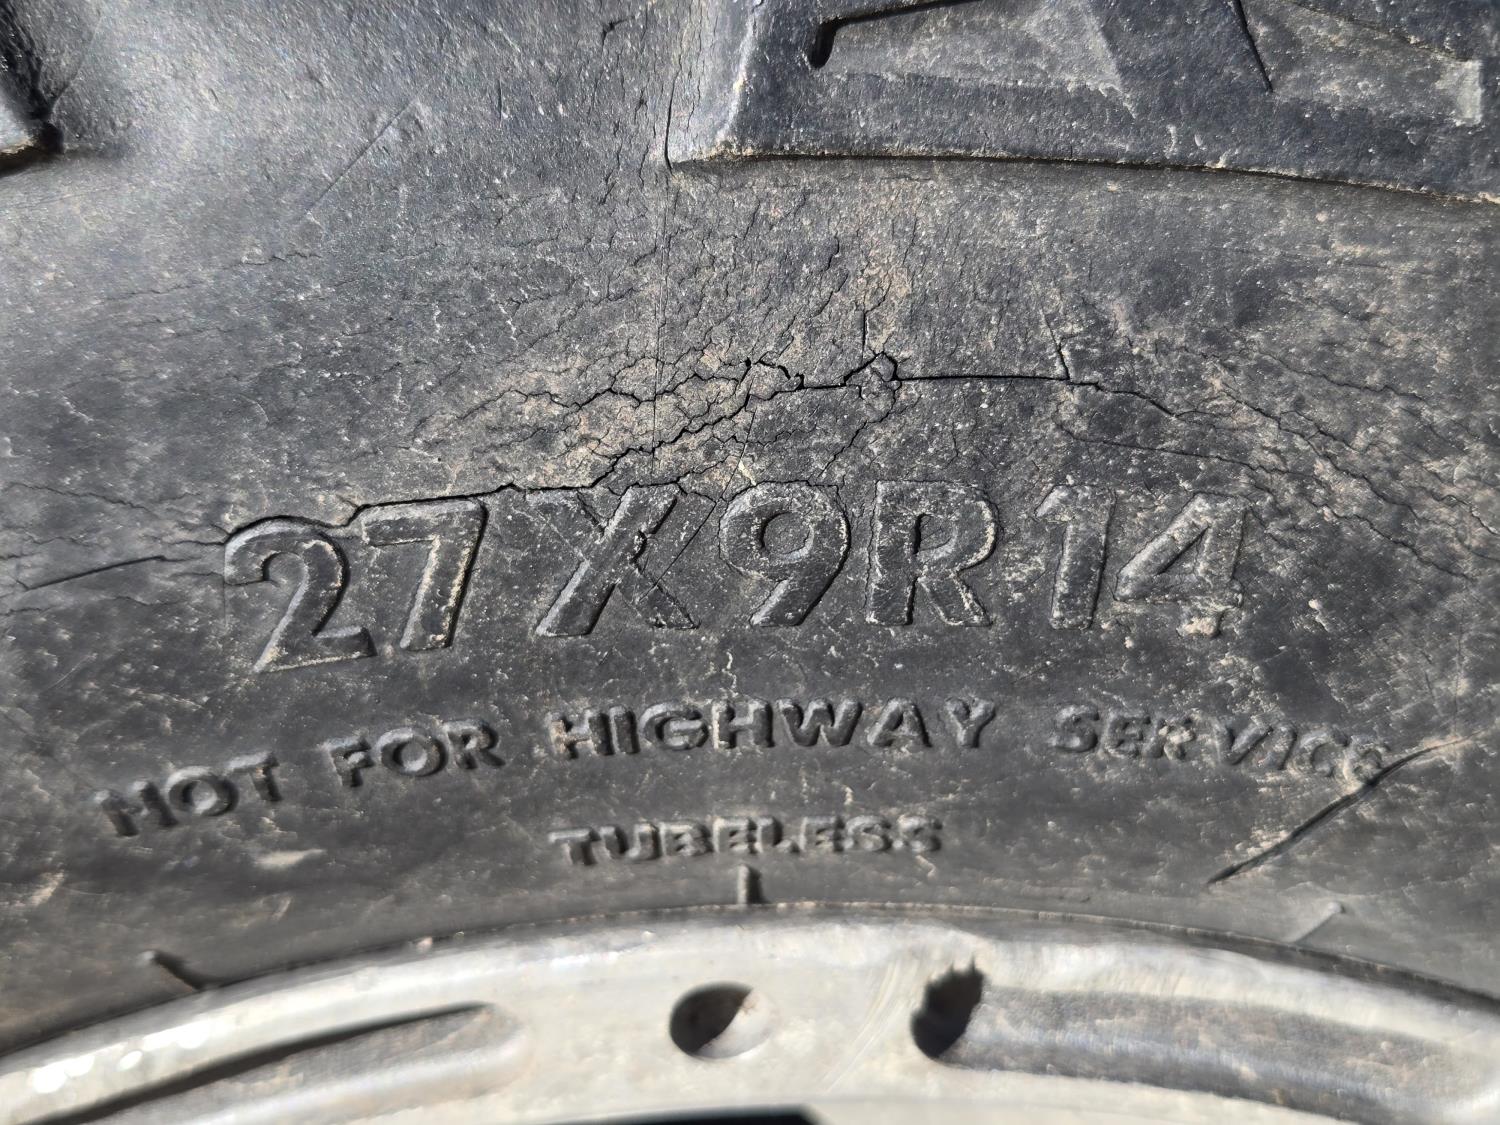 27X9R14
NOT FOR HIGHWAY SERVICE
TUBELESS